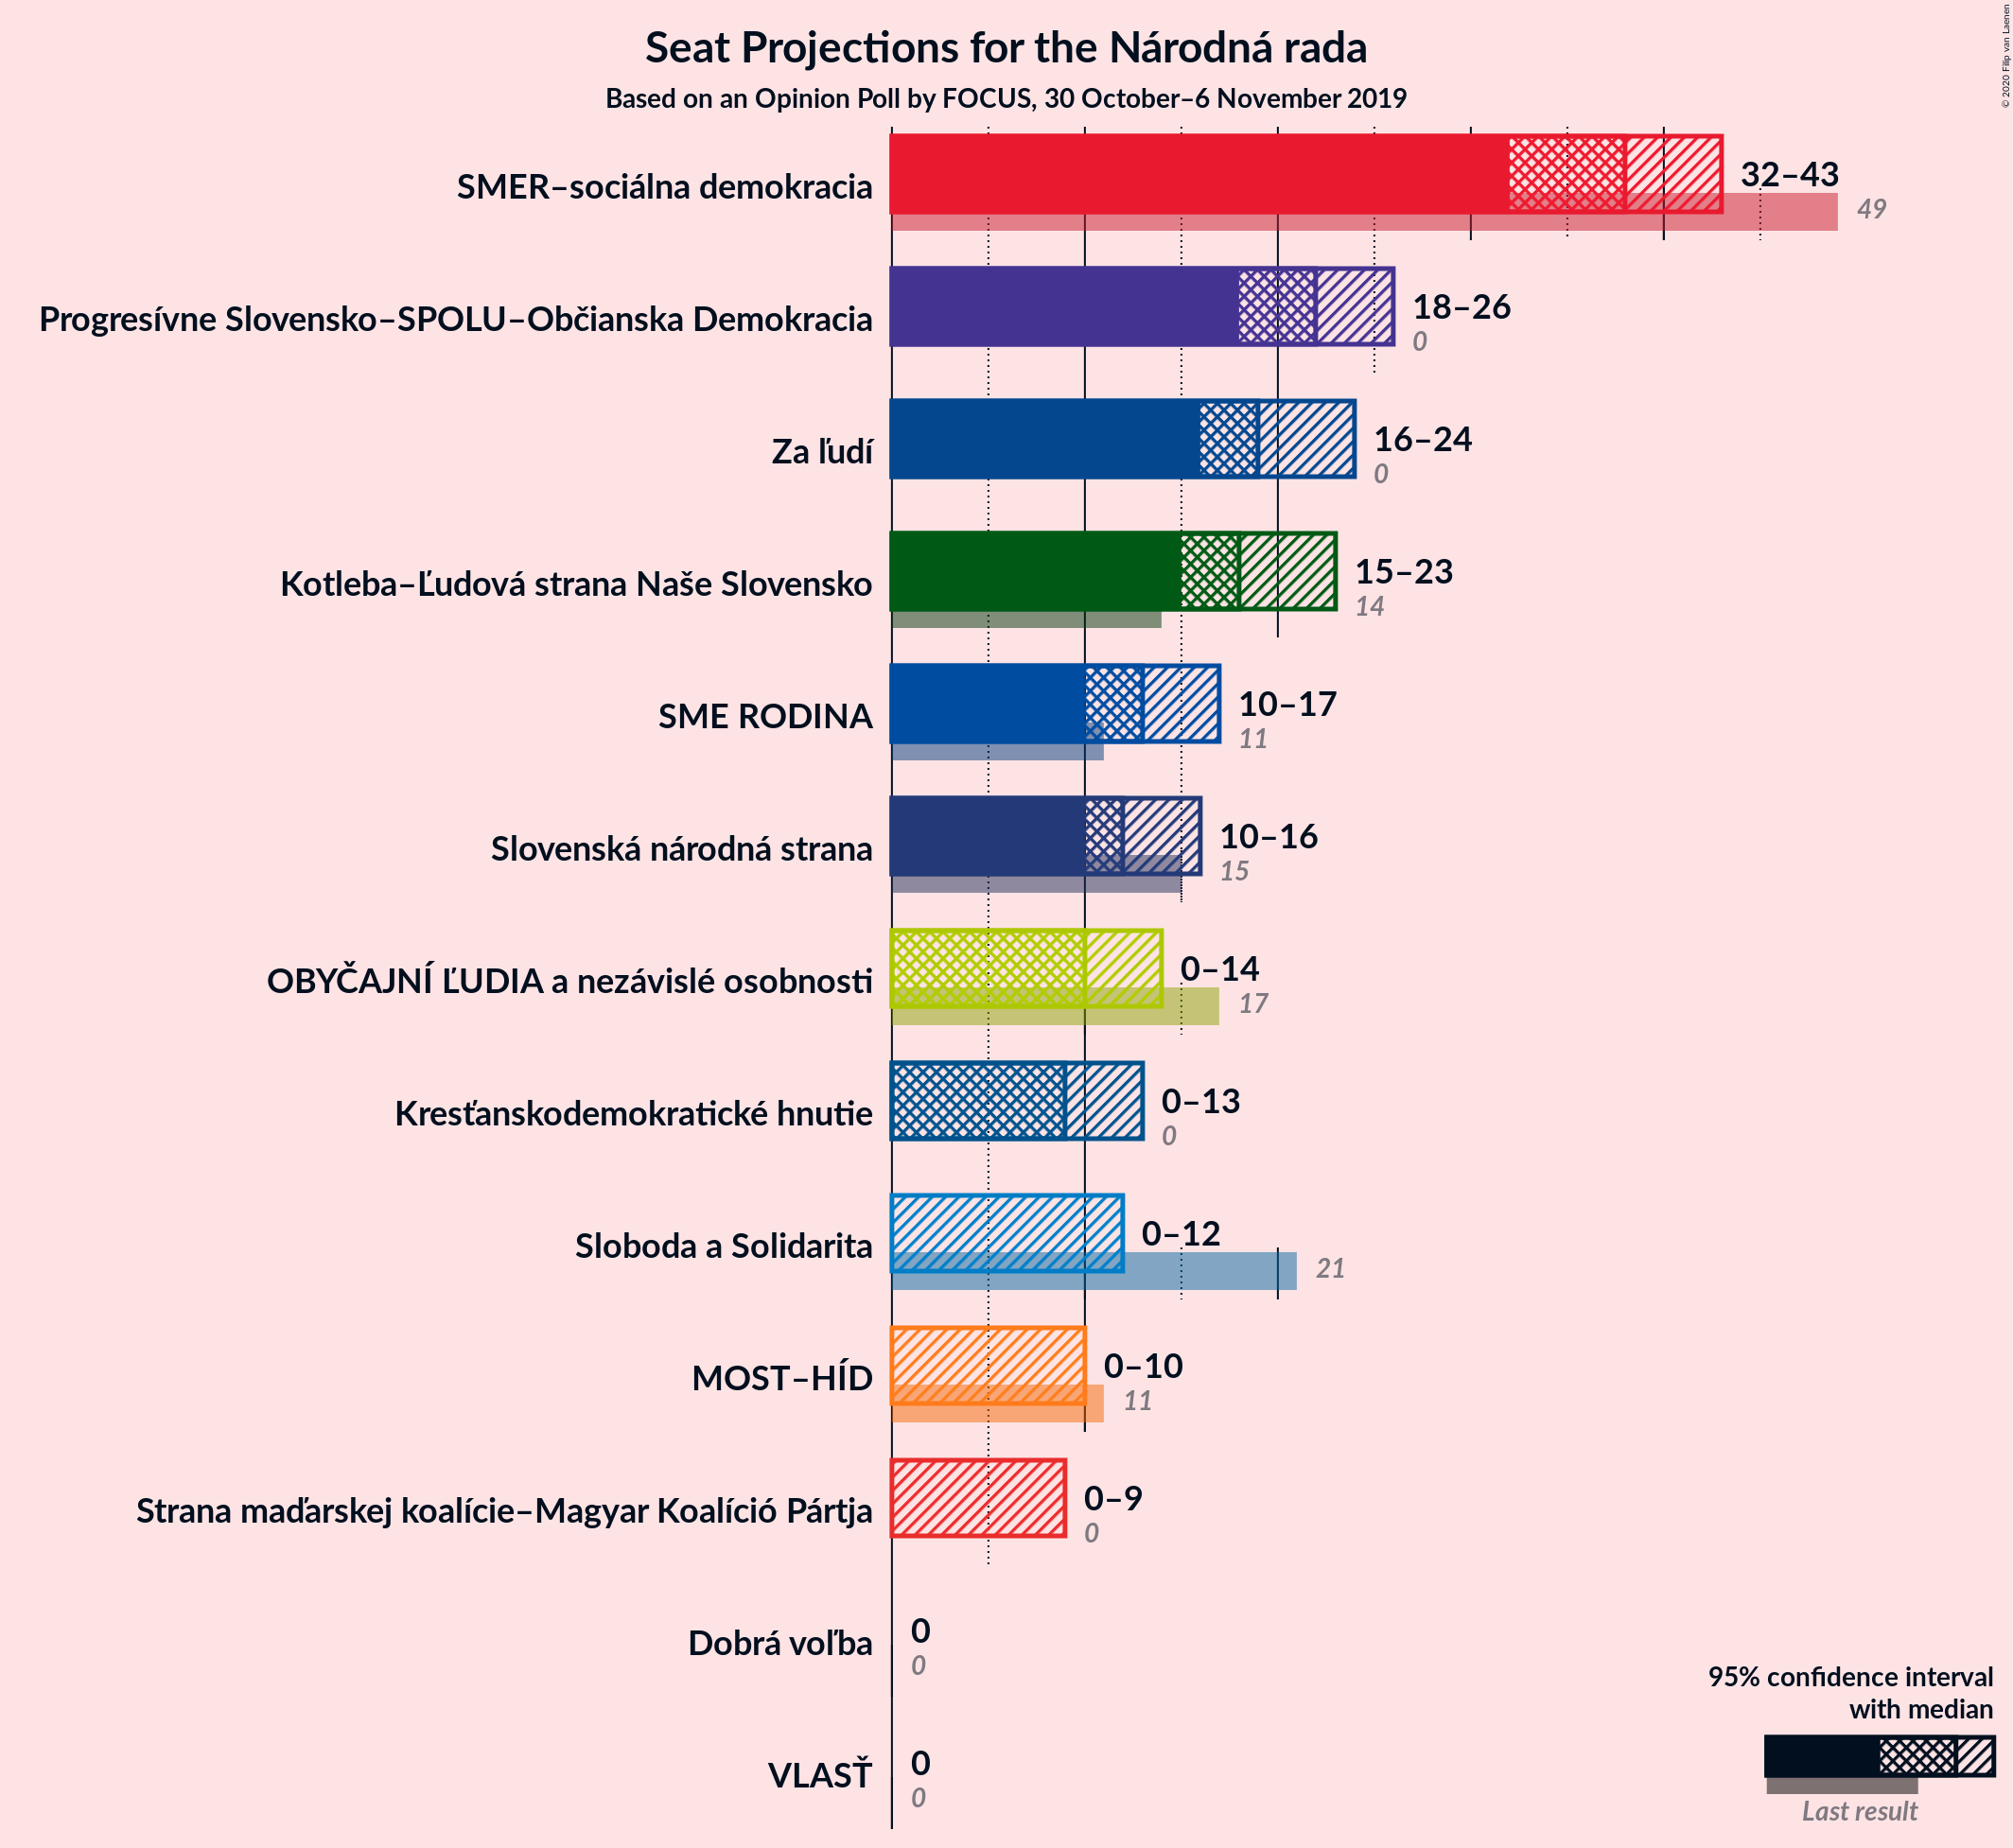 Seat Projections for the Národná rada
Based on an Opinion Poll by FOCUS, 30 October–6 November 2019
© 2020 Filip van Laenen
SMER–sociálna demokracia
32–43
49
Progresívne Slovensko–SPOLU–Občianska Demokracia
18–26
0
Za ľudí
16–24
0
Kotleba–Ľudová strana Naše Slovensko
15–23
14
SME RODINA
10–17
11
Slovenská národná strana
10–16
15
OBYČAJNÍ ĽUDIA a nezávislé osobnosti
0–14
17
Kresťanskodemokratické hnutie
0–13
0
Sloboda a Solidarita
0–12
21
MOST–HÍD
0–10
11
Strana maďarskej koalície–Magyar Koalíció Pártja
0–9
0
Dobrá voľba
0
0
VLASŤ
0
0
95% confidence interval
with median
Last result